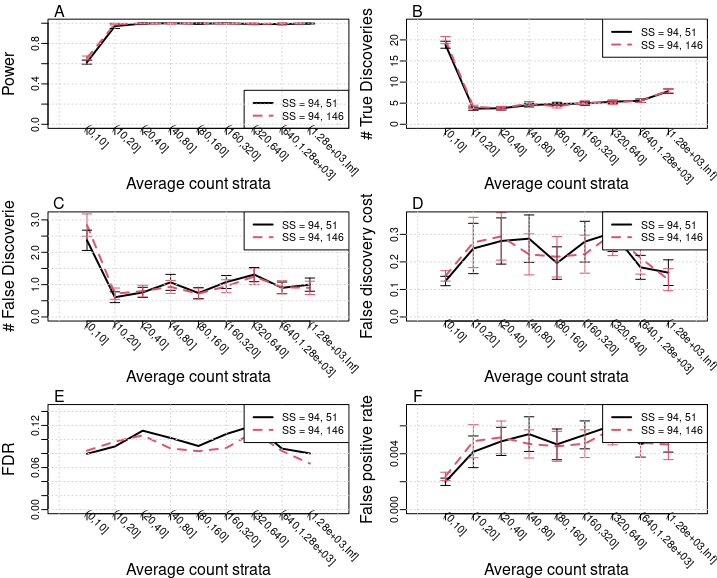 A
Power
0.0
0.4
0.8
SS = 94, 51
SS = 94, 146
(0,10]
(10,20]
(20,40]
(40,80]
(80,160]
(160,320]
(320,640]
(640,1.28e+03]
(1.28e+03,Inf]
Average count strata
B
# True Discoveries
0
5
10
15
20
SS = 94, 51
SS = 94, 146
(0,10]
(10,20]
(20,40]
(40,80]
(80,160]
(160,320]
(320,640]
(640,1.28e+03]
(1.28e+03,Inf]
Average count strata
C
# False Discoverie
0.0
1.0
2.0
3.0
SS = 94, 51
SS = 94, 146
(0,10]
(10,20]
(20,40]
(40,80]
(80,160]
(160,320]
(320,640]
(640,1.28e+03]
(1.28e+03,Inf]
Average count strata
D
False discovery cost
0.0
0.1
0.2
0.3
SS = 94, 51
SS = 94, 146
(0,10]
(10,20]
(20,40]
(40,80]
(80,160]
(160,320]
(320,640]
(640,1.28e+03]
(1.28e+03,Inf]
Average count strata
E
FDR
0.00
0.06
0.12
SS = 94, 51
SS = 94, 146
(0,10]
(10,20]
(20,40]
(40,80]
(80,160]
(160,320]
(320,640]
(640,1.28e+03]
(1.28e+03,Inf]
Average count strata
F
False positive rate
0.000
0.004
SS = 94, 51
SS = 94, 146
(0,10]
(10,20]
(20,40]
(40,80]
(80,160]
(160,320]
(320,640]
(640,1.28e+03]
(1.28e+03,Inf]
Average count strata